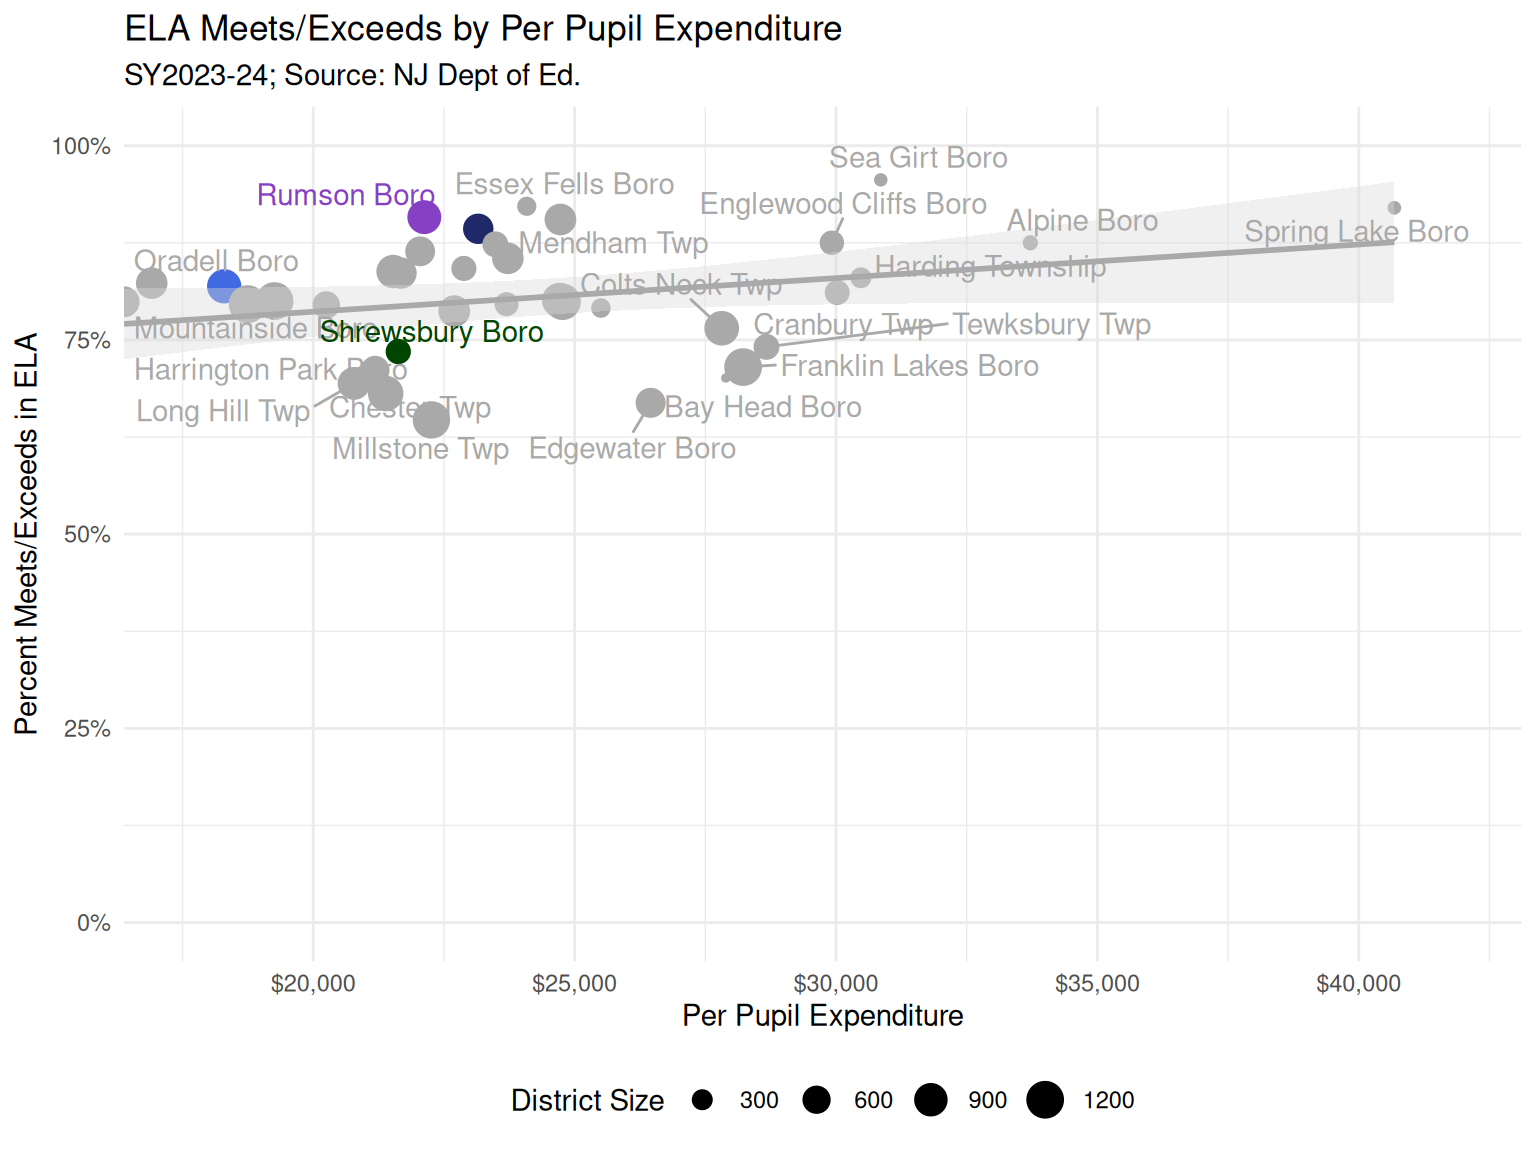 ELA Meets/Exceeds by Per Pupil Expenditure
SY2023-24; Source: NJ Dept of Ed.
Percent Meets/Exceeds in ELA
100%
75%
50%
25%
0%
Sea Girt Boro
Essex Fells Boro
Rumson Boro
Englewood Cliffs Boro
Alpine Boro
Spring Lake Boro
Mendham Twp
Oradell Boro
Harding Township
Colts Neck Twp
Mountainside Boro
Shrewsbury Boro
Cranbury Twp
Tewksbury Twp
Harrington Park Boro
Franklin Lakes Boro
Long Hill Twp
Chester Twp
Bay Head Boro
Millstone Twp
Edgewater Boro
$20,000
$25,000
$30,000
$35,000
$40,000
Per Pupil Expenditure
District Size
300
600
900
1200